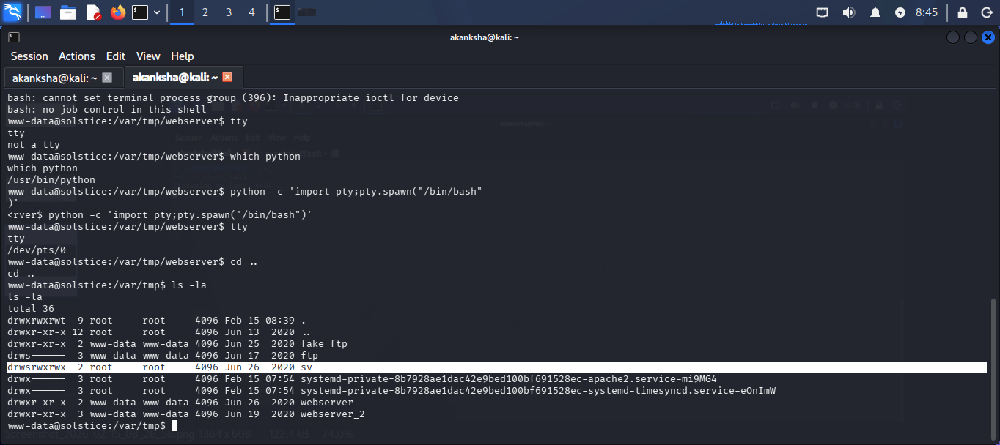 1 2 3 4 8:45
akanksha@kali: ~
Session Actions Edit View Help
akanksha@kali: ~ akanksha@kali: ~
bash: cannot set terminal process group (396): Inappropriate ioctl for device
bash: no job control in this shell
www-data@solstice:/var/tmp/webserver$ tty
tty
not a tty
www-data@solstice:/var/tmp/webserver$ which python
which python
/usr/bin/python
www-data@solstice:/var/tmp/webserver$ python -c 'import pty;pty.spawn("/bin/bash"
)'
<rver$ python -c 'import pty;pty.spawn("/bin/bash")'
www-data@solstice:/var/tmp/webserver$ tty
tty
/dev/pts/0
www-data@solstice:/var/tmp/webserver$ cd ..
cd ..
www-data@solstice:/var/tmp$ ls -la
ls -la
total 36
drwxrwxrwt  9 root     root     4096 Feb 15 08:39 .
drwxr-xr-x 12 root     root     4096 Jun 13  2020 ..
drwxr-xr-x  2 www-data www-data 4096 Jun 25  2020 fake_ftp
drws------  3 www-data www-data 4096 Jun 17  2020 ftp
drwsrwxrwx  2 root     root     4096 Jun 26  2020 sv
drwx------  3 root     root     4096 Feb 15 07:54 systemd-private-8b7928ae1dac42e9bed100bf691528ec-apache2.service-mi9MG4
drwx------  3 root     root     4096 Feb 15 07:54 systemd-private-8b7928ae1dac42e9bed100bf691528ec-systemd-timesyncd.service-eOnImW
drwxr-xr-x  2 www-data www-data 4096 Jun 26  2020 webserver
drwxr-xr-x  3 www-data www-data 4096 Jun 19  2020 webserver_2
www-data@solstice:/var/tmp$